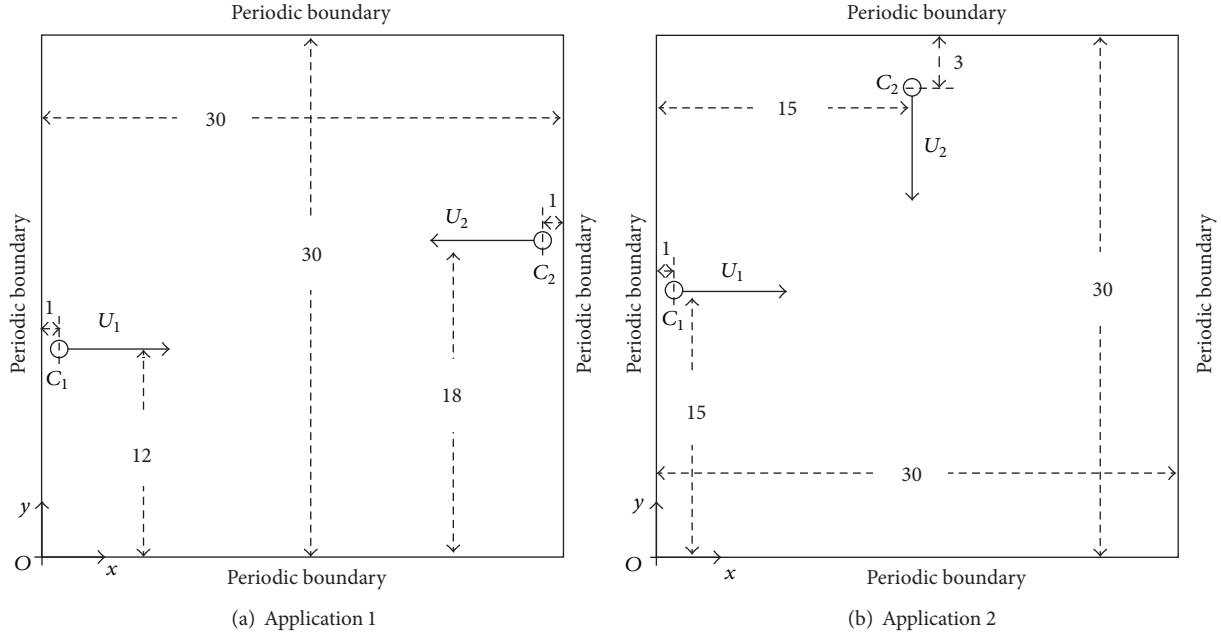 Periodic boundary
30
Periodic boundary
30
1
U₂
C₂
Periodic boundary
1
U₁
C₁
18
12
y
O
x
Periodic boundary
(a) Application 1
Periodic boundary
3
C₂
15
U₂
Periodic boundary
1
U₁
C₁
30
Periodic boundary
15
30
y
O
x
Periodic boundary
(b) Application 2